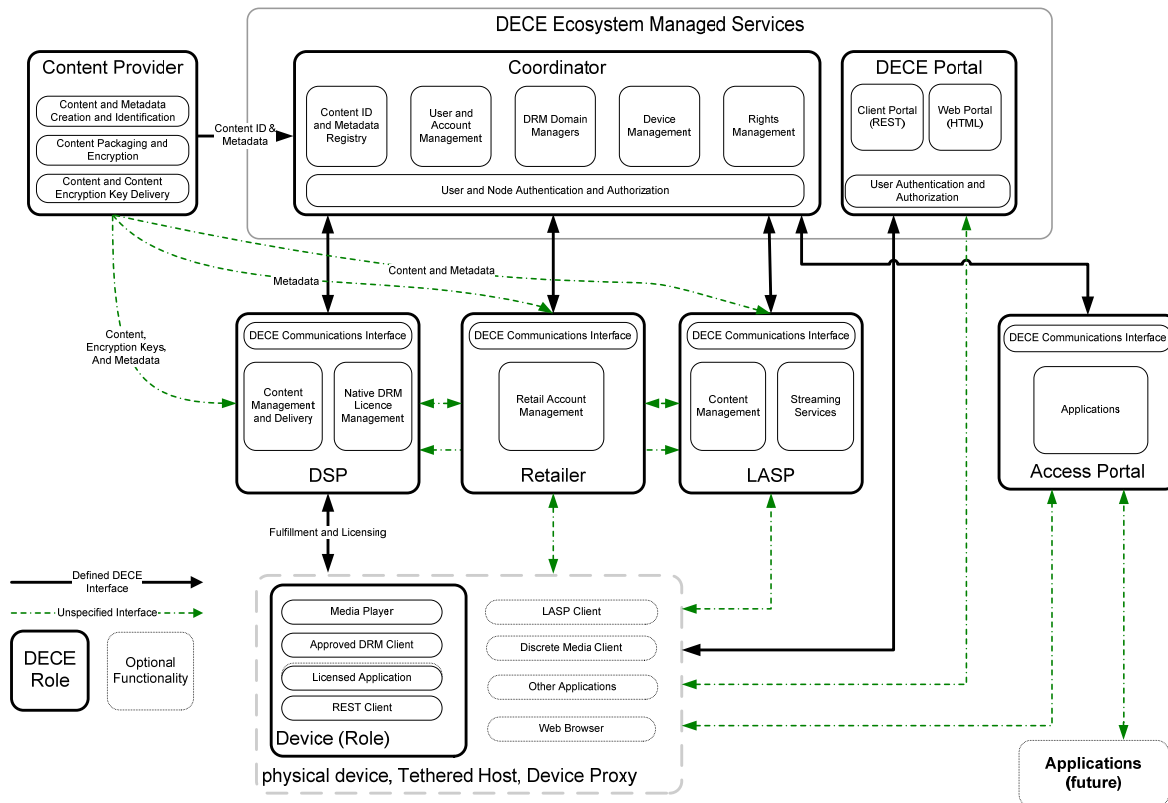 DECE Ecosystem Managed Services
Content Provider
Content and Metadata
Creation and Identification
Content Packaging and
Encryption
Content and Content
Encryption Key Delivery
Content ID &
Metadata
Coordinator
Content ID
and Metadata
Registry
User and
Account
Management
DRM Domain
Managers
Device
Management
Rights
Management
User and Node Authentication and Authorization
DECE Portal
Client Portal
(REST)
Web Portal
(HTML)
User Authentication and
Authorization
Content and Metadata
Metadata
Content,
Encryption Keys,
And Metadata
DECE Communications Interface
Content
Management
and Delivery
Native DRM
Licence
Management
DSP
DECE Communications Interface
Retail Account
Management
Retailer
DECE Communications Interface
Content
Management
Streaming
Services
LASP
DECE Communications Interface
Applications
Access Portal
Fulfillment and Licensing
Defined DECE
Interface
Unspecified Interface
DECE
Role
Optional
Functionality
Media Player
Approved DRM Client
Licensed Application
REST Client
Device (Role)
LASP Client
Discrete Media Client
Other Applications
Web Browser
physical device, Tethered Host, Device Proxy
Applications
(future)